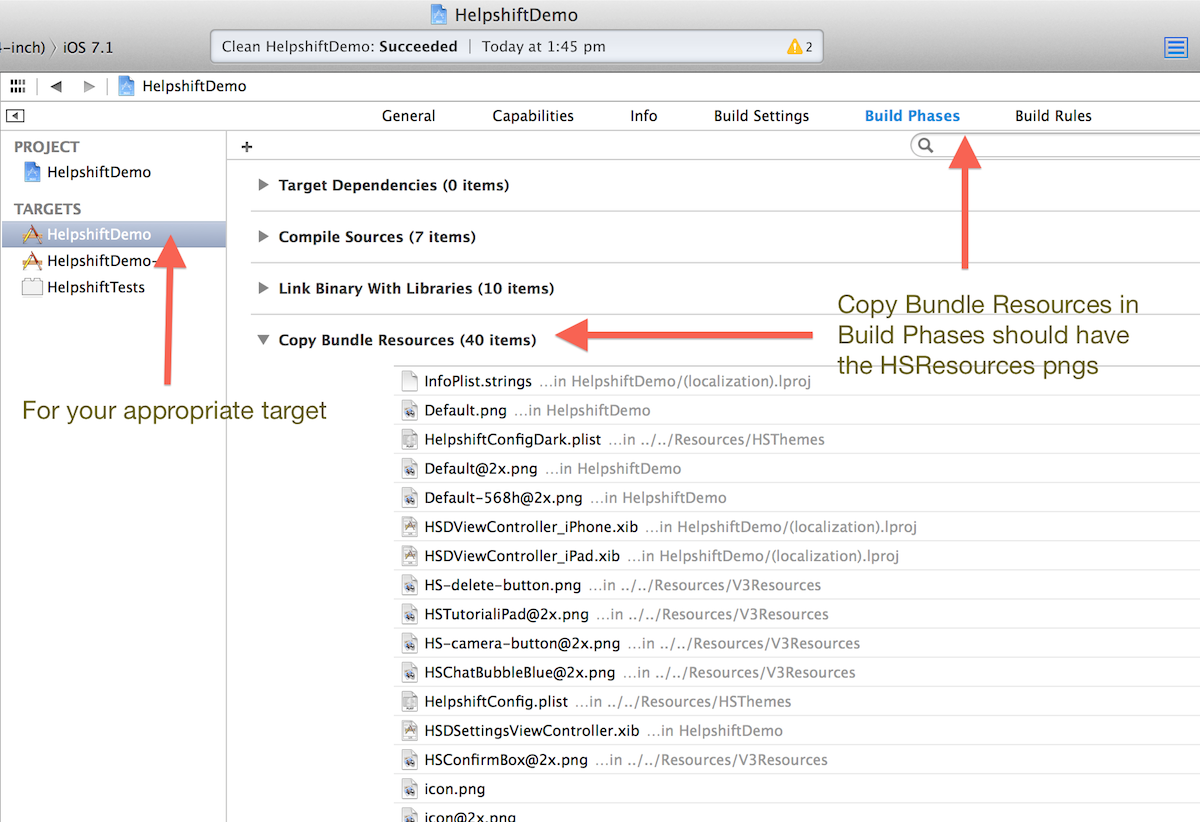 HelpshiftDemo
4-inch) 〉 iOS 7.1
Clean HelpshiftDemo: Succeeded | Today at 1:45 pm
2
HelpshiftDemo
General Capabilities Info Build Settings Build Phases Build Rules
PROJECT
HelpshiftDemo
TARGETS
HelpshiftDemo
HelpshiftDemo-
HelpshiftTests
For your appropriate target
+
Target Dependencies (0 items)
Compile Sources (7 items)
Link Binary With Libraries (10 items)
Copy Bundle Resources (40 items)
Copy Bundle Resources in
Build Phases should have
the HSResources pngs
InfoPlist.strings ...in HelpshiftDemo/(localization).lproj
Default.png ...in HelpshiftDemo
HelpshiftConfigDark.plist ...in ../../Resources/HSThemes
Default@2x.png ...in HelpshiftDemo
Default-568h@2x.png ...in HelpshiftDemo
HSDViewController_iPhone.xib ...in HelpshiftDemo/(localization).lproj
HSDViewController_iPad.xib ...in HelpshiftDemo/(localization).lproj
HS-delete-button.png ...in ../../Resources/V3Resources
HSTutorialiPad@2x.png ...in ../../Resources/V3Resources
HS-camera-button@2x.png ...in ../../Resources/V3Resources
HSChatBubbleBlue@2x.png ...in ../../Resources/V3Resources
HelpshiftConfig.plist ...in ../../Resources/HSThemes
HSDSettingsViewController.xib ...in HelpshiftDemo
HSConfirmBox@2x.png ...in ../../Resources/V3Resources
icon.png
icon@2x.png